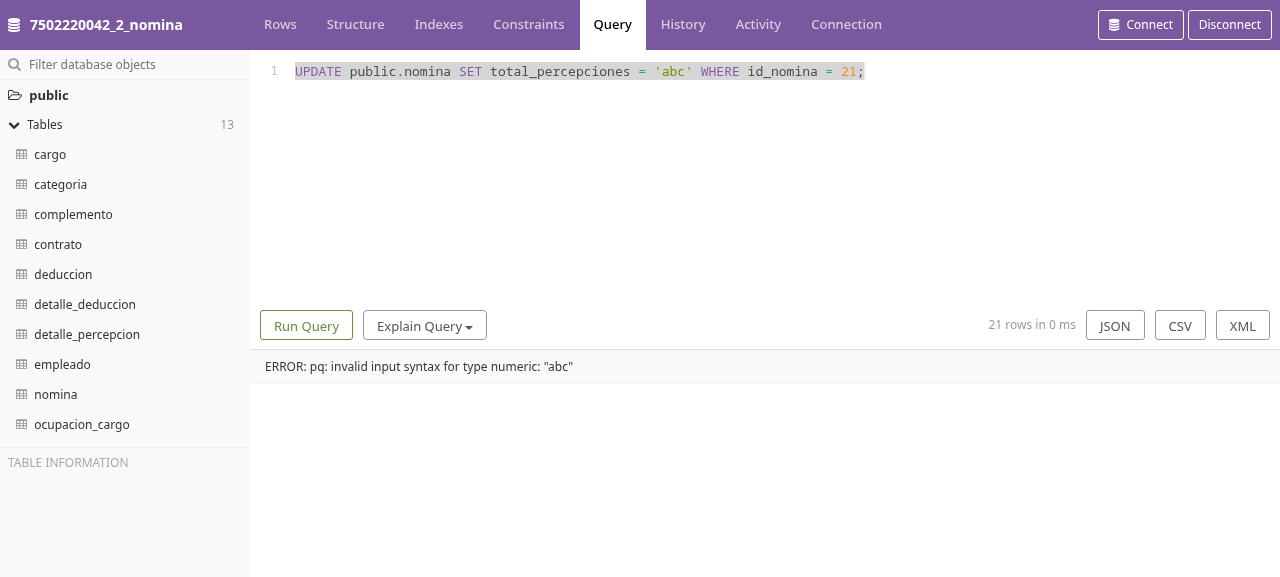 7502220042_2_nomina
Rows Structure Indexes Constraints Query History Activity Connection Connect Disconnect
Filter database objects
public
Tables 13
cargo
categoria
complemento
contrato
deduccion
detalle_deduccion
detalle_percepcion
empleado
nomina
ocupacion_cargo
TABLE INFORMATION
1 UPDATE public.nomina SET total_percepciones = 'abc' WHERE id_nomina = 21;
Run Query Explain Query 21 rows in 0 ms JSON CSV XML
ERROR: pq: invalid input syntax for type numeric: "abc"